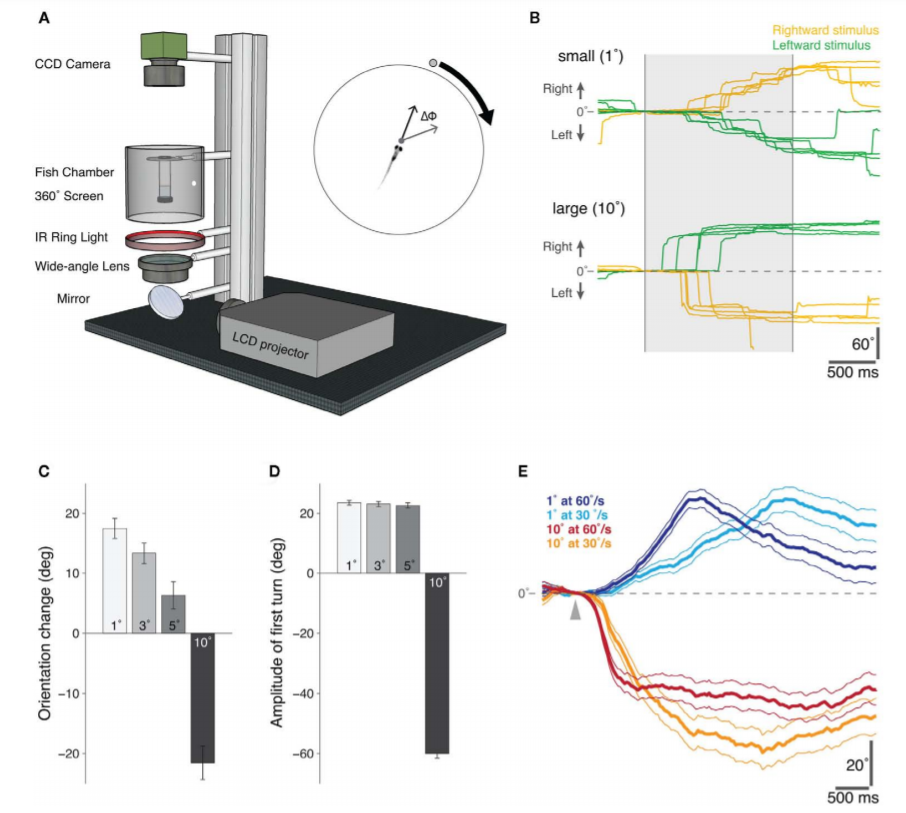 A
CCD Camera
Fish Chamber
360° Screen
IR Ring Light
Wide-angle Lens
Mirror
LCD projector
ΔΦ
B
Rightward stimulus
Leftward stimulus
small (1°)
Right
0°
Left
large (10°)
Right
0°
Left
60°
500 ms
C
Orientation change (deg)
20
10
0
−10
−20
1°
3°
5°
10°
D
Amplitude of first turn (deg)
20
0
−20
−40
−60
1°
3°
5°
10°
E
1° at 60°/s
1° at 30°/s
10° at 60°/s
10° at 30°/s
0°
20°
500 ms